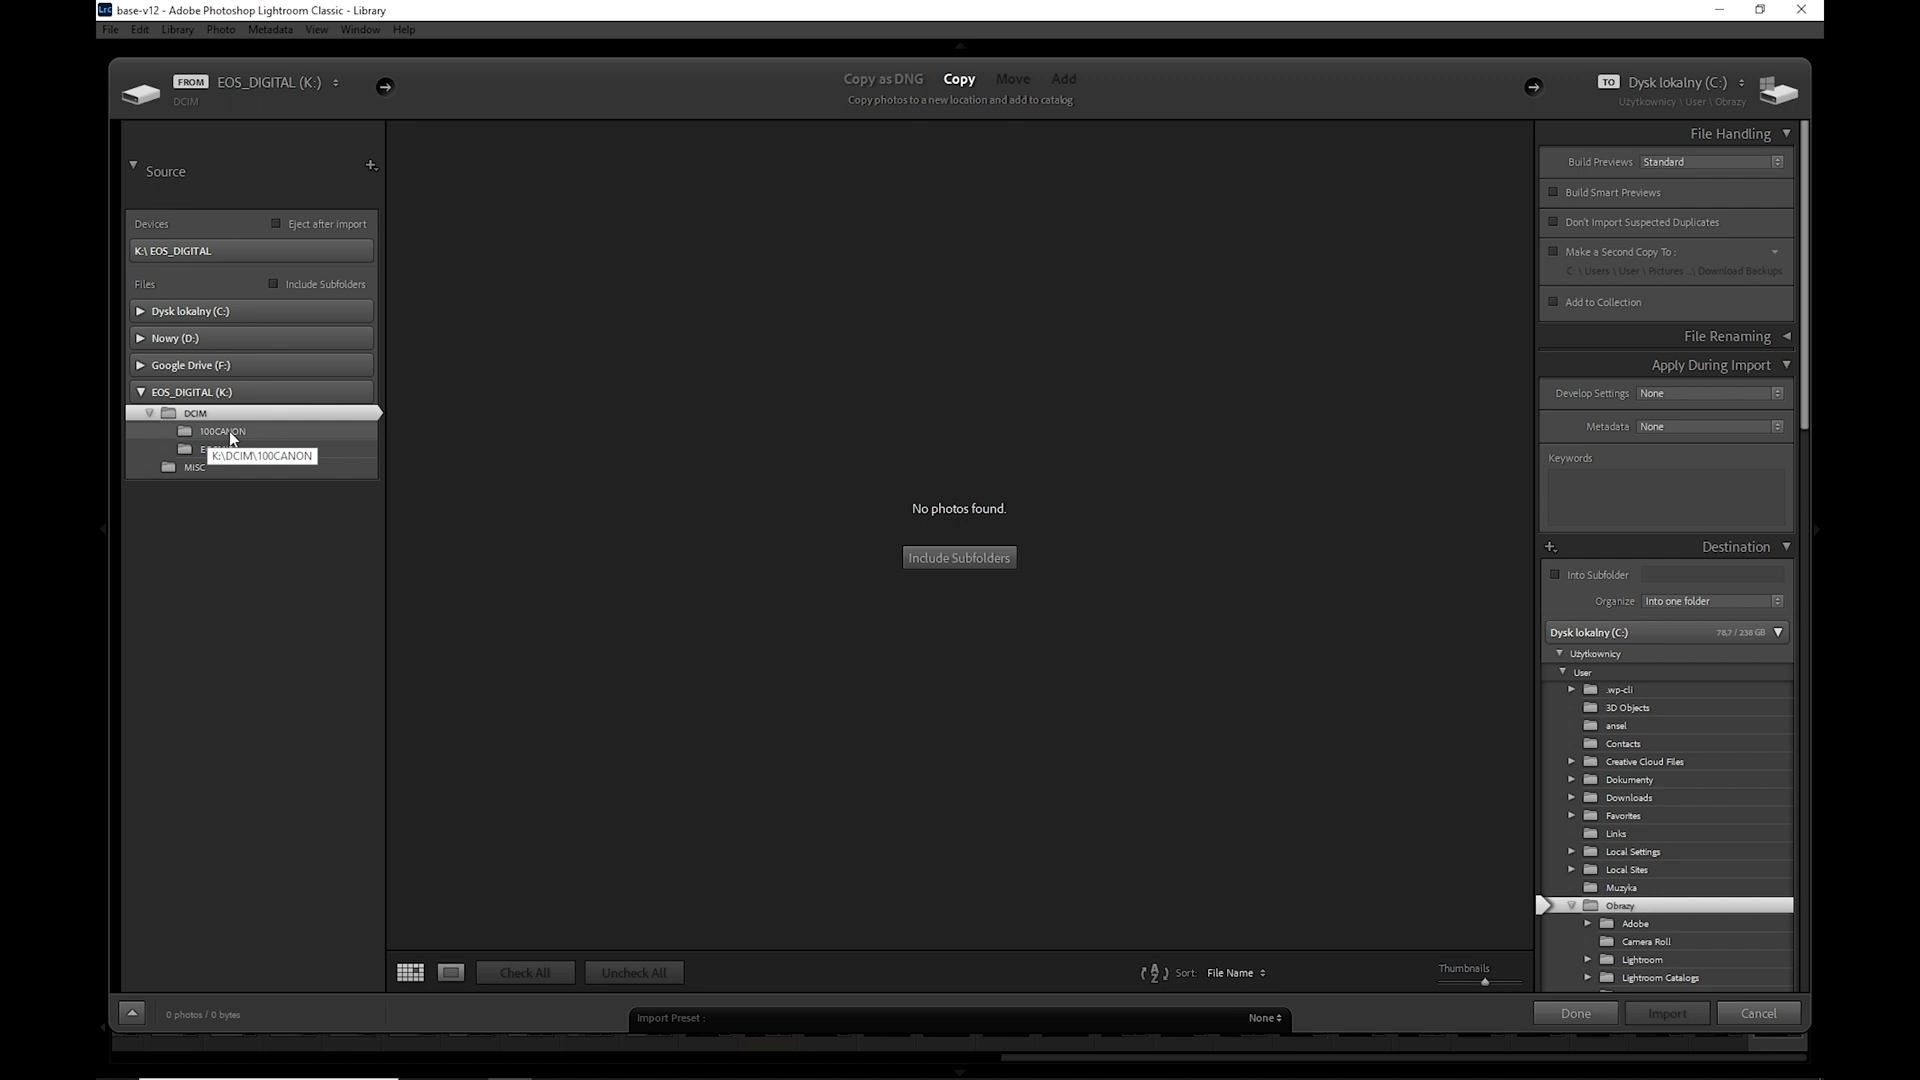 base-v12 - Adobe Photoshop Lightroom Classic - Library
File Edit Library Photo Metadata View Window Help
FROM EOS_DIGITAL (K:)
DCIM
Copy as DNG Copy Move Add
Copy photos to a new location and add to catalog
TO Dysk lokalny (C:)
Użytkownicy \ User \ Obrazy
Source
Devices Eject after import
K:\ EOS_DIGITAL
Files Include Subfolders
Dysk lokalny (C:)
Nowy (D:)
Google Drive (F:)
EOS_DIGITAL (K:)
DCIM
100CANON
K:\DCIM\100CANON
MISC
No photos found.
Include Subfolders
File Handling
Build Previews Standard
Build Smart Previews
Don't Import Suspected Duplicates
Make a Second Copy To :
C: \ Users \ User \ Pictures ...\ Download Backups
Add to Collection
File Renaming
Apply During Import
Develop Settings None
Metadata None
Keywords
Destination
Into Subfolder
Organize Into one folder
Dysk lokalny (C:) 78,7 / 238 GB
Użytkownicy
User
.wp-cli
3D Objects
ansel
Contacts
Creative Cloud Files
Dokumenty
Downloads
Favorites
Links
Local Settings
Local Sites
Muzyka
Obrazy
Adobe
Camera Roll
Lightroom
Lightroom Catalogs
Check All Uncheck All
Sort: File Name
Thumbnails
0 photos / 0 bytes
Import Preset : None
Done Import Cancel